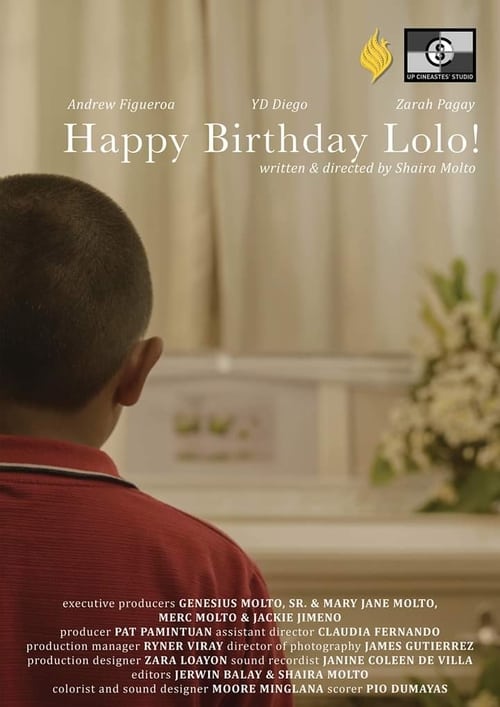 8
UP CINEASTES' STUDIO
Andrew Figueroa YD Diego Zarah Pagay
Happy Birthday Lolo!
written & directed by Shaira Molto
executive producers GENESIUS MOLTO, SR. & MARY JANE MOLTO,
MERC MOLTO & JACKIE JIMENO
producer PAT PAMINTUAN assistant director CLAUDIA FERNANDO
production manager RYNER VIRAY director of photography JAMES GUTIERREZ
production designer ZARA LOAYON sound recordist JANINE COLEEN DE VILLA
editors JERWIN BALAY & SHAIRA MOLTO
colorist and sound designer MOORE MINGLANA scorer PIO DUMAYAS